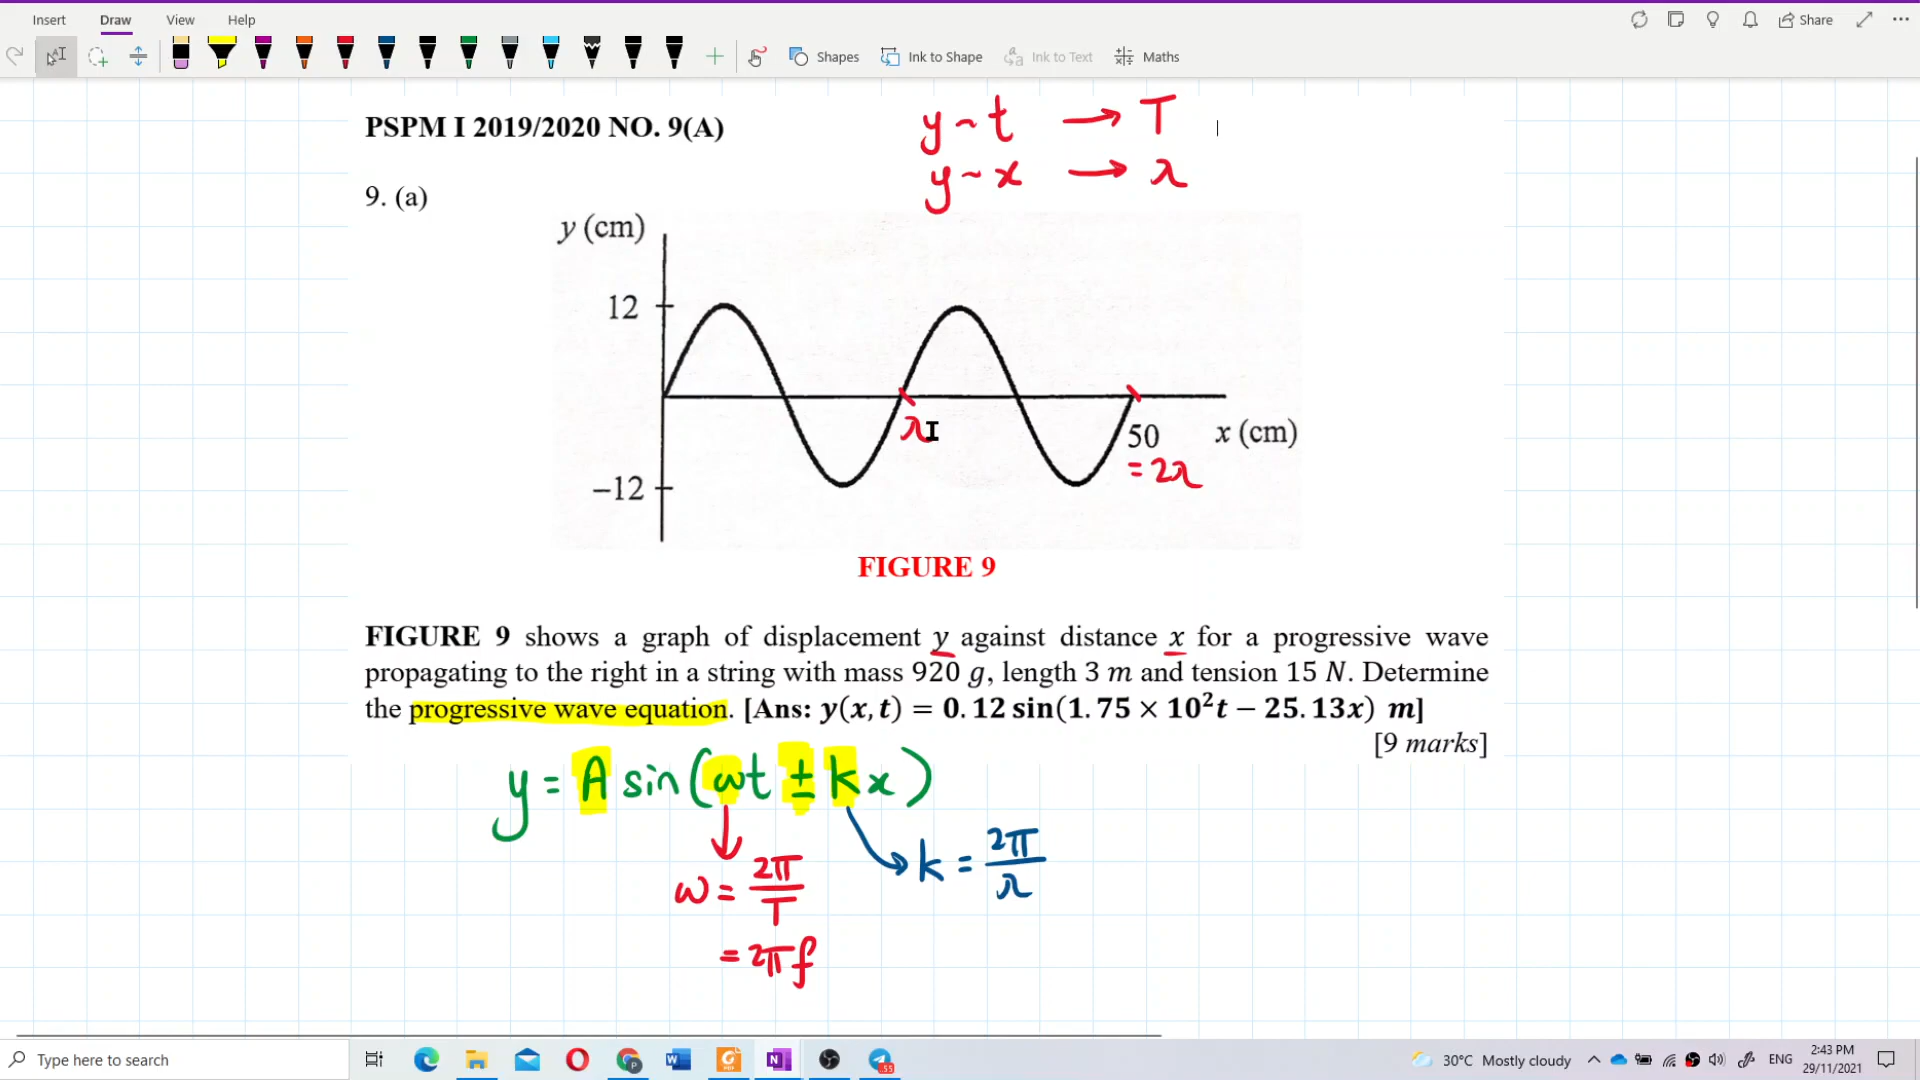 Insert Draw View Help
Share
Shapes Ink to Shape Ink to Text Maths
y ~ t → T
PSPM I 2019/2020 NO. 9(A)
y ~ x → λ
9. (a)
y (cm)
12
λ
50
x (cm)
= 2λ
−12
FIGURE 9
FIGURE 9 shows a graph of displacement y against distance x for a progressive wave
propagating to the right in a string with mass 920 g, length 3 m and tension 15 N. Determine
the progressive wave equation. [Ans: y(x, t) = 0.12 sin(1.75 × 10² t − 25.13x) m]
[9 marks]
y = A sin(ωt ± kx)
ω = 2π/T
k = 2π/λ
= 2πf
Type here to search
55
30°C Mostly cloudy
ENG
2:43 PM
29/11/2021